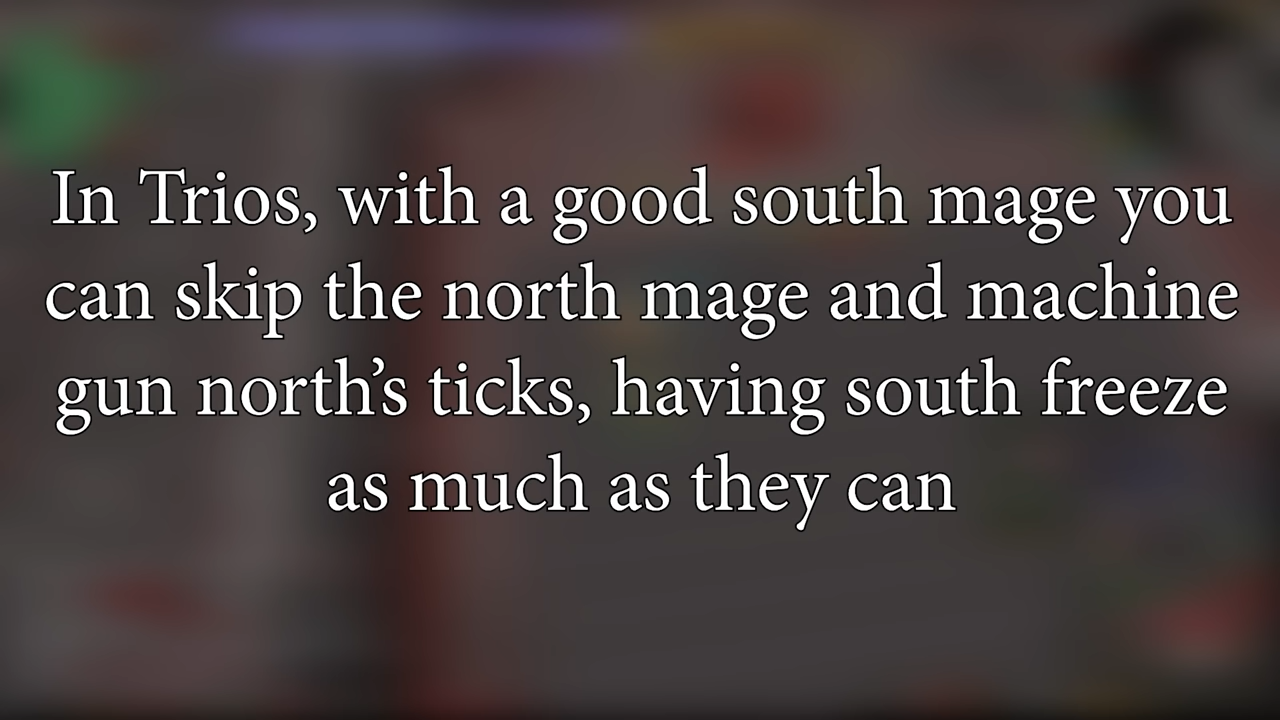 In Trios, with a good south mage you
can skip the north mage and machine
gun north’s ticks, having south freeze
as much as they can